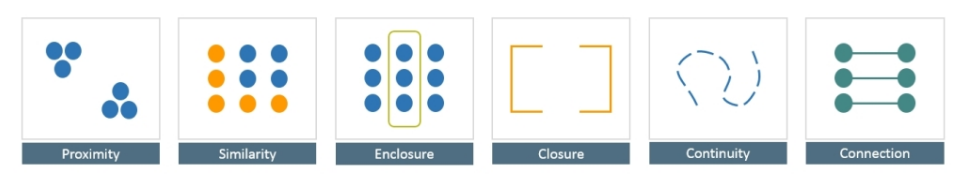 Proximity
Similarity
Enclosure
Closure
Continuity
Connection